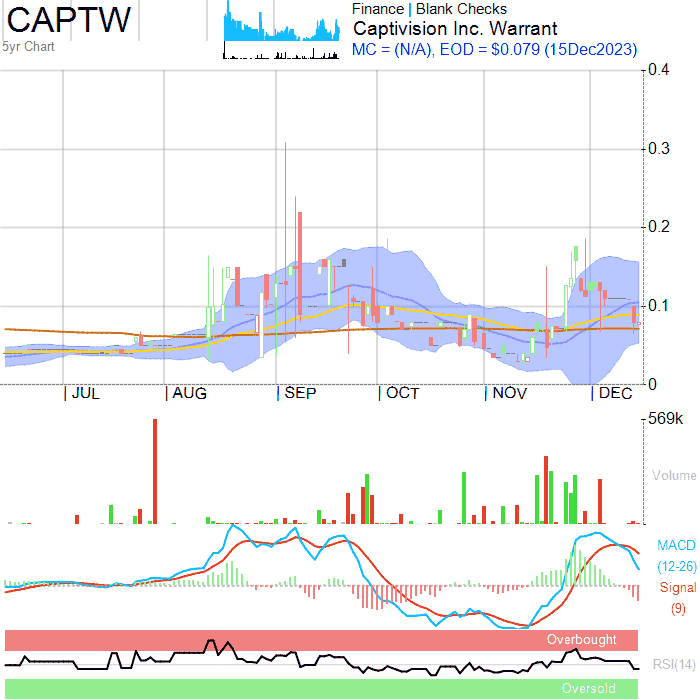 CAPTW
5yr Chart
Finance | Blank Checks
Captivision Inc. Warrant
MC = (N/A), EOD = $0.079 (15Dec2023)
0.4
0.3
0.2
0.1
0
JUL
AUG
SEP
OCT
NOV
DEC
569k
Volume
MACD
(12-26)
Signal
(9)
Overbought
RSI(14)
Oversold